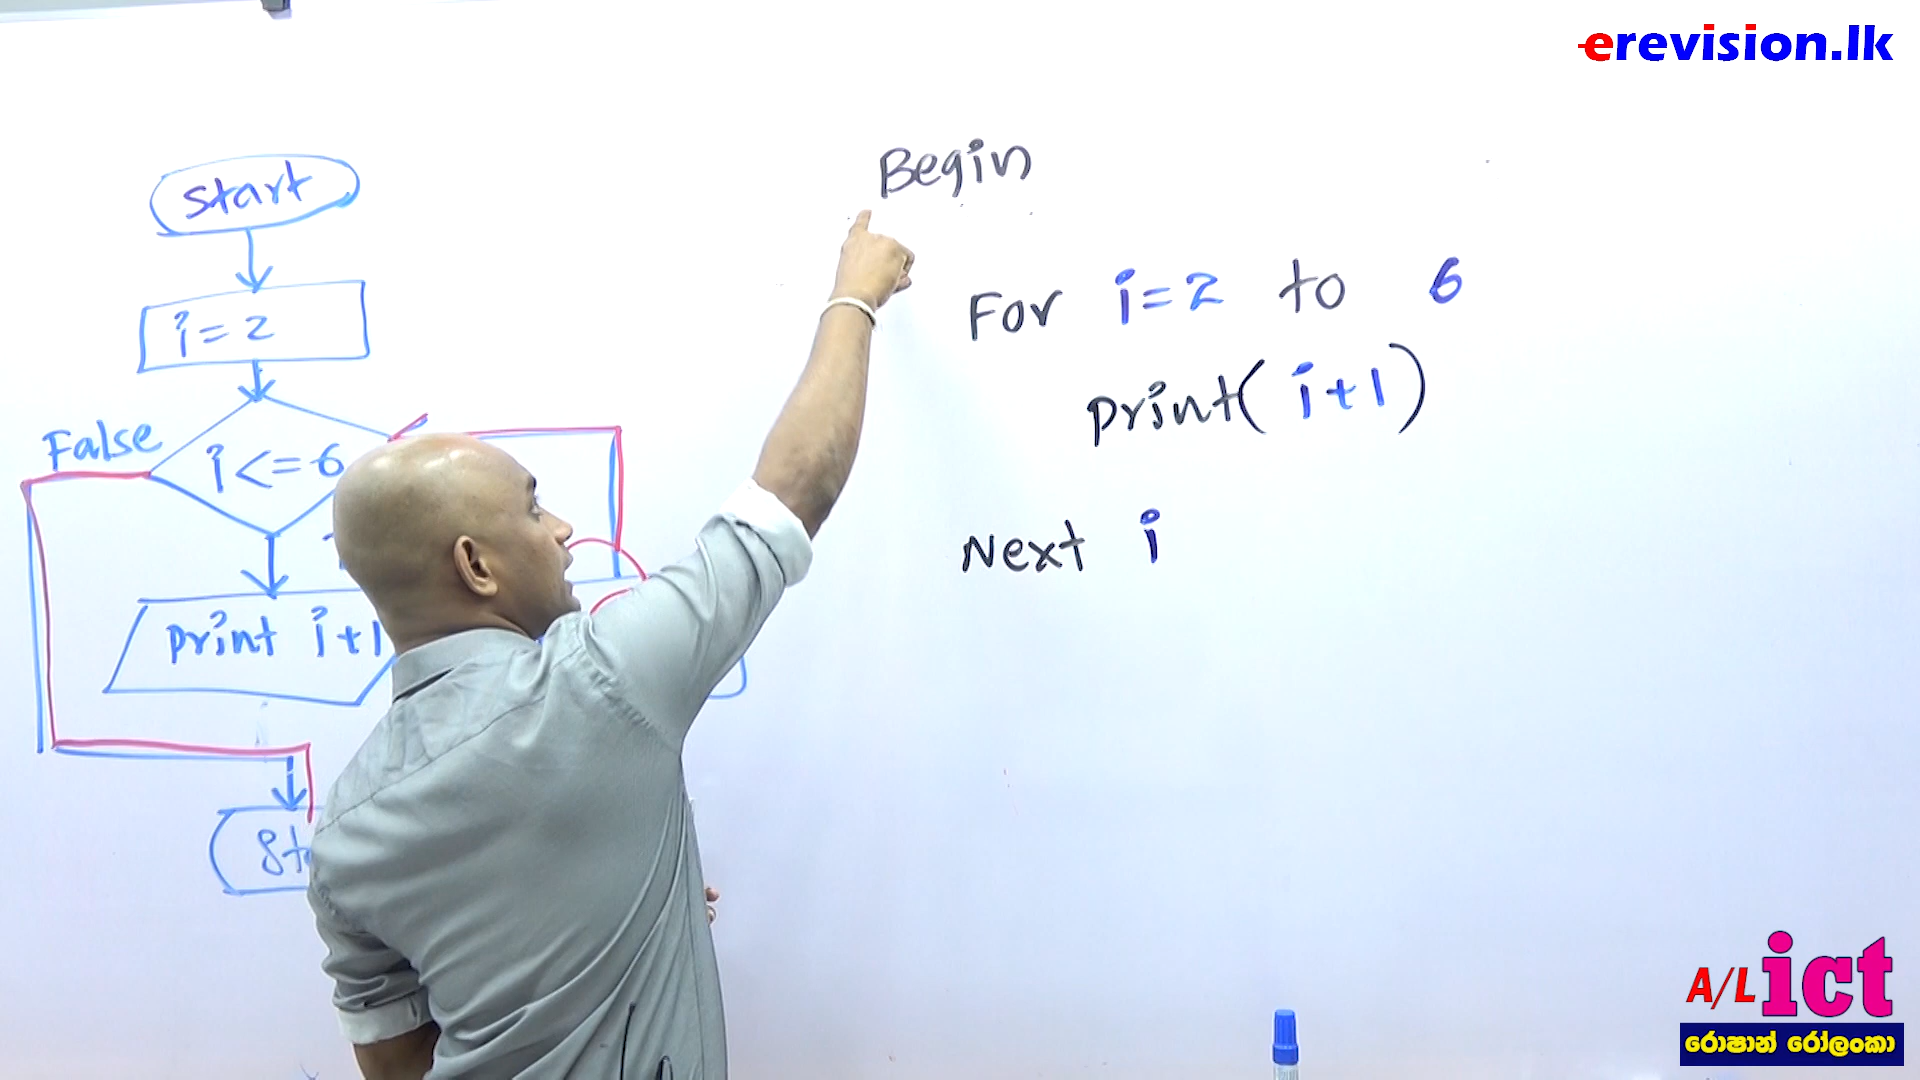 erevision.lk
start
i=2
False
i<=6
print i+1
Begin
For i=2 to 6
print(i+1)
Next i
A/L ict
රොෂාන් රෝලංකා